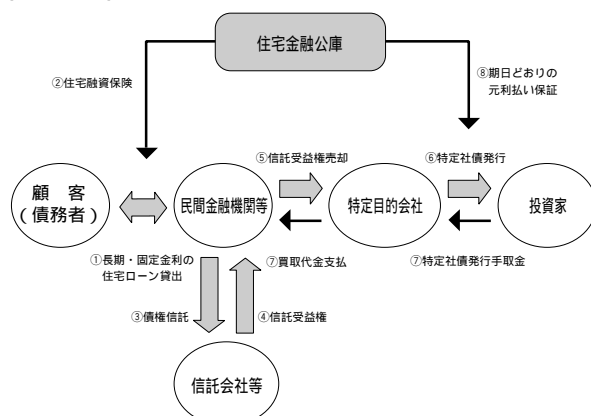 住宅金融公庫
②住宅融資保険
⑧期日どおりの
元利払い保証
⑤信託受益権売却
⑥特定社債発行
顧 客
(債務者)
民間金融機関等
特定目的会社
投資家
①長期・固定金利の
住宅ローン貸出
⑦買取代金支払
⑦特定社債発行手取金
③債権信託
④信託受益権
信託会社等